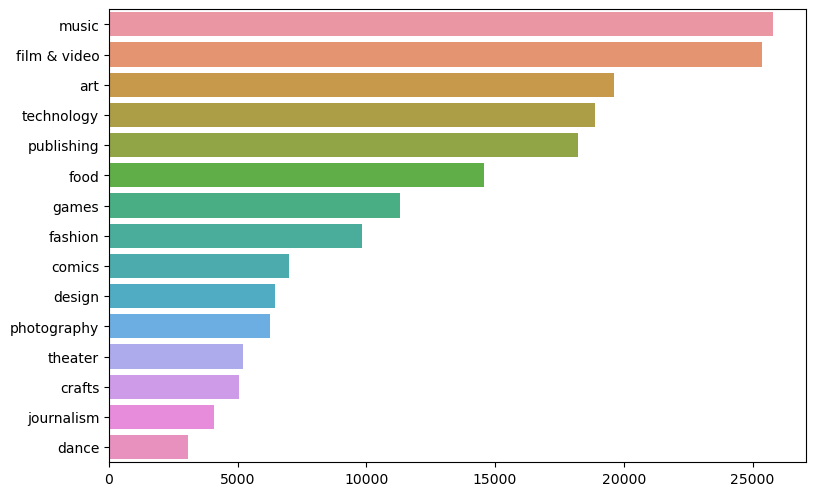 music
film & video
art
technology
publishing
food
games
fashion
comics
design
photography
theater
crafts
journalism
dance
0 5000 10000 15000 20000 25000